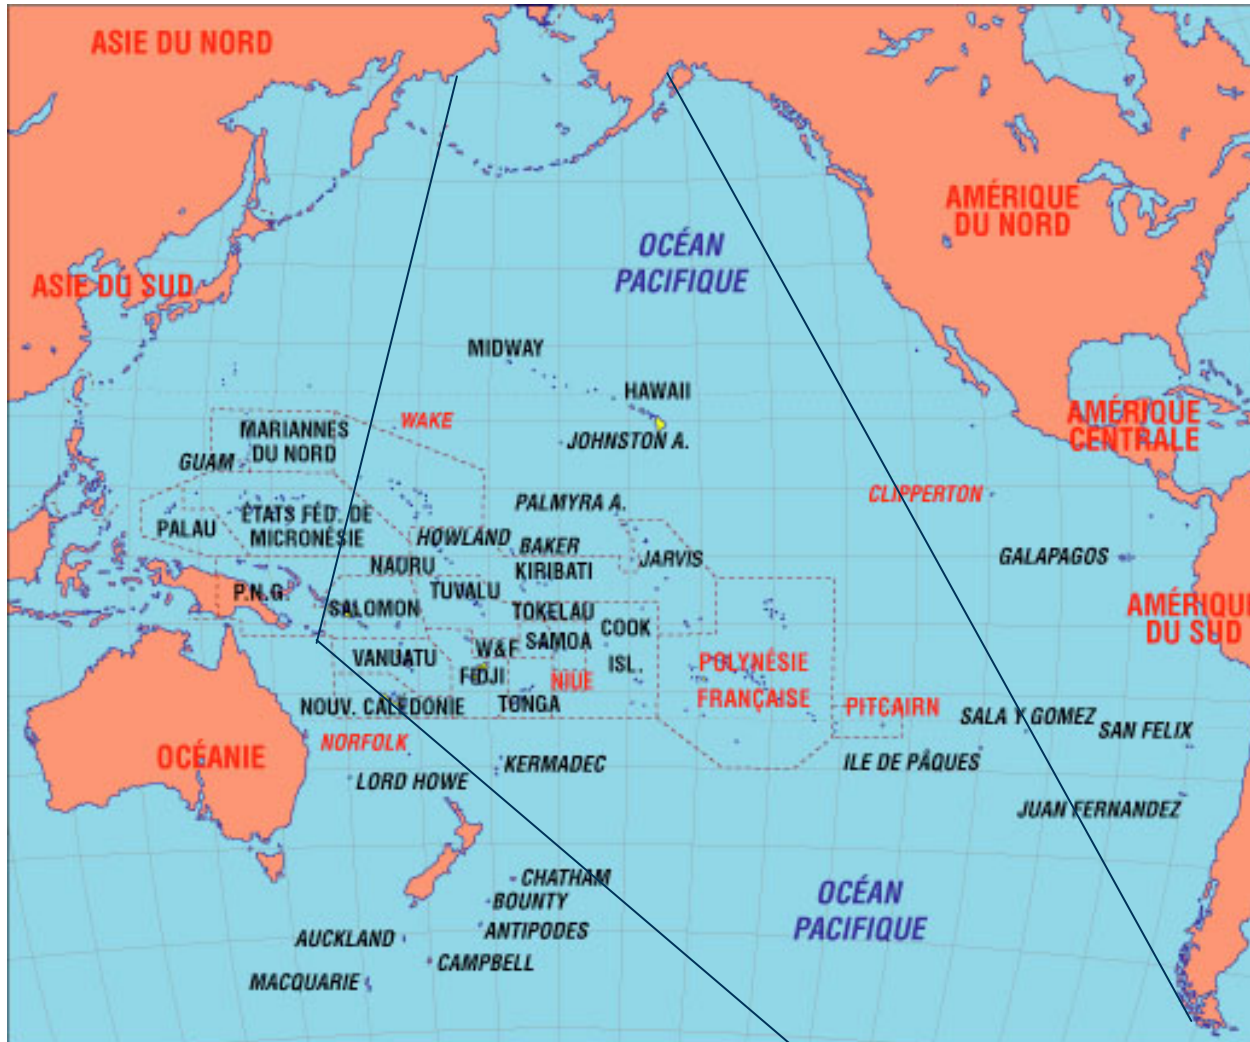 ASIE DU NORD
AMÉRIQUE
DU NORD
OCÉAN
PACIFIQUE
ASIE DU SUD
MIDWAY
HAWAII
WAKE
JOHNSTON A.
AMÉRIQUE
CENTRALE
MARIANNES
DU NORD
GUAM
CLIPPERTON
PALMYRA A.
PALAU
ÉTATS FÉD. DE
MICRONÉSIE
HOWLAND
BAKER
JARVIS
GALAPAGOS
NAURU
KIRIBATI
P.N.G.
TUVALU
SALOMON
TOKELAU
AMÉRIQUE
DU SUD
COOK
ISL.
SAMOA
W&F
VANUATU
FIDJI
NIUE
POLYNÉSIE
FRANÇAISE
NOUV. CALÉDONIE
TONGA
PITCAIRN
SALA Y GOMEZ
SAN FELIX
NORFOLK
OCÉANIE
KERMADEC
ILE DE PÂQUES
LORD HOWE
JUAN FERNANDEZ
CHATHAM
BOUNTY
OCÉAN
PACIFIQUE
ANTIPODES
AUCKLAND
CAMPBELL
MACQUARIE